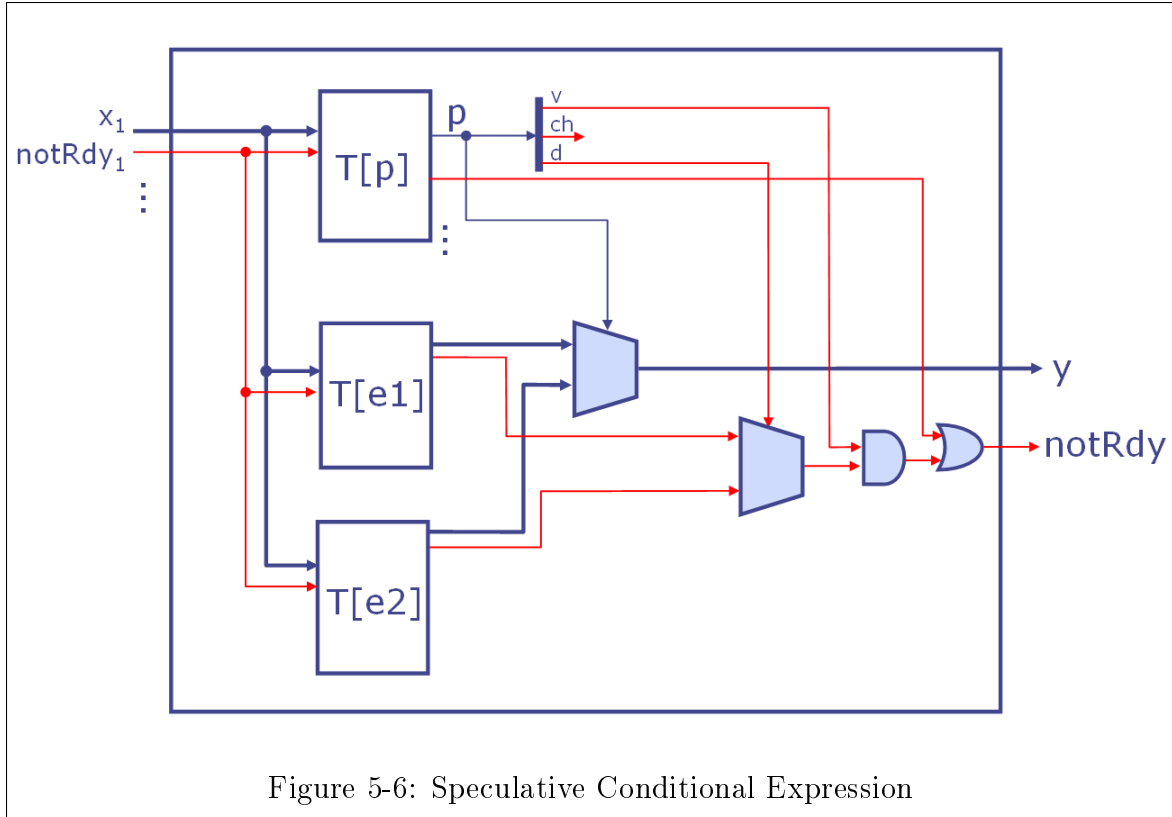 x₁
notRdy₁
⋮
T[p]
⋮
p
v
ch
d
T[e1]
T[e2]
y
notRdy
Figure 5-6: Speculative Conditional Expression